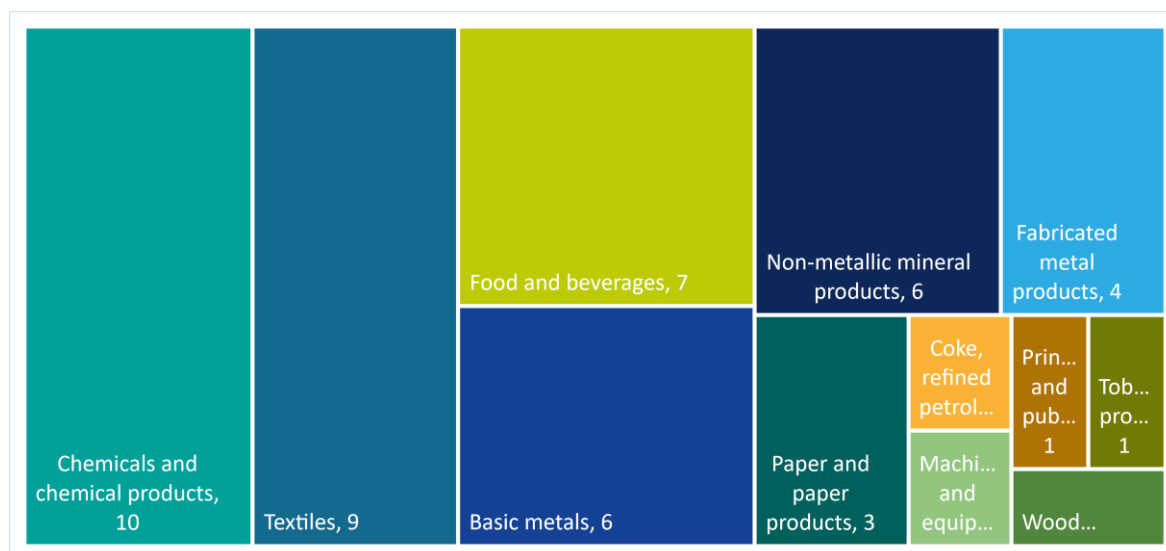 Chemicals and
chemical products,
10
Textiles, 9
Food and beverages, 7
Basic metals, 6
Non-metallic mineral
products, 6
Fabricated
metal
products, 4
Paper and
paper
products, 3
Coke,
refined
petrol...
Machi...
and
equip...
Prin...
and
pub...
1
Tob...
pro...
1
Wood...